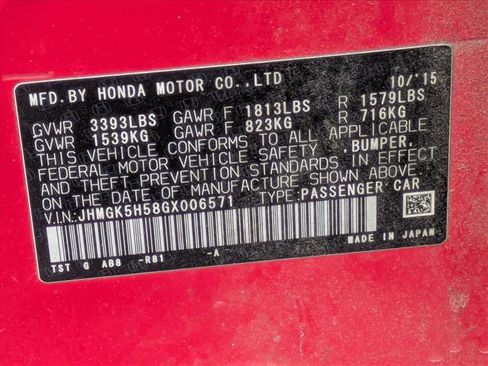 MFD.BY HONDA MOTOR CO.,LTD 10/'15
GVWR 3393LBS GAWR F 1813LBS R 1579LBS
GVWR 1539KG GAWR F 823KG R 716KG
THIS VEHICLE CONFORMS TO ALL APPLICABLE
FEDERAL MOTOR VEHICLE SAFETY, BUMPER,
AND THEFT PREVENTION STANDARDS IN EFFECT
ON THE DATE OF MANUFACTURE SHOWN ABOVE.
V.I.N:JHMGK5H58GX006571 TYPE:PASSENGER CAR
MADE IN JAPAN
TST G AB8 -R81 -A